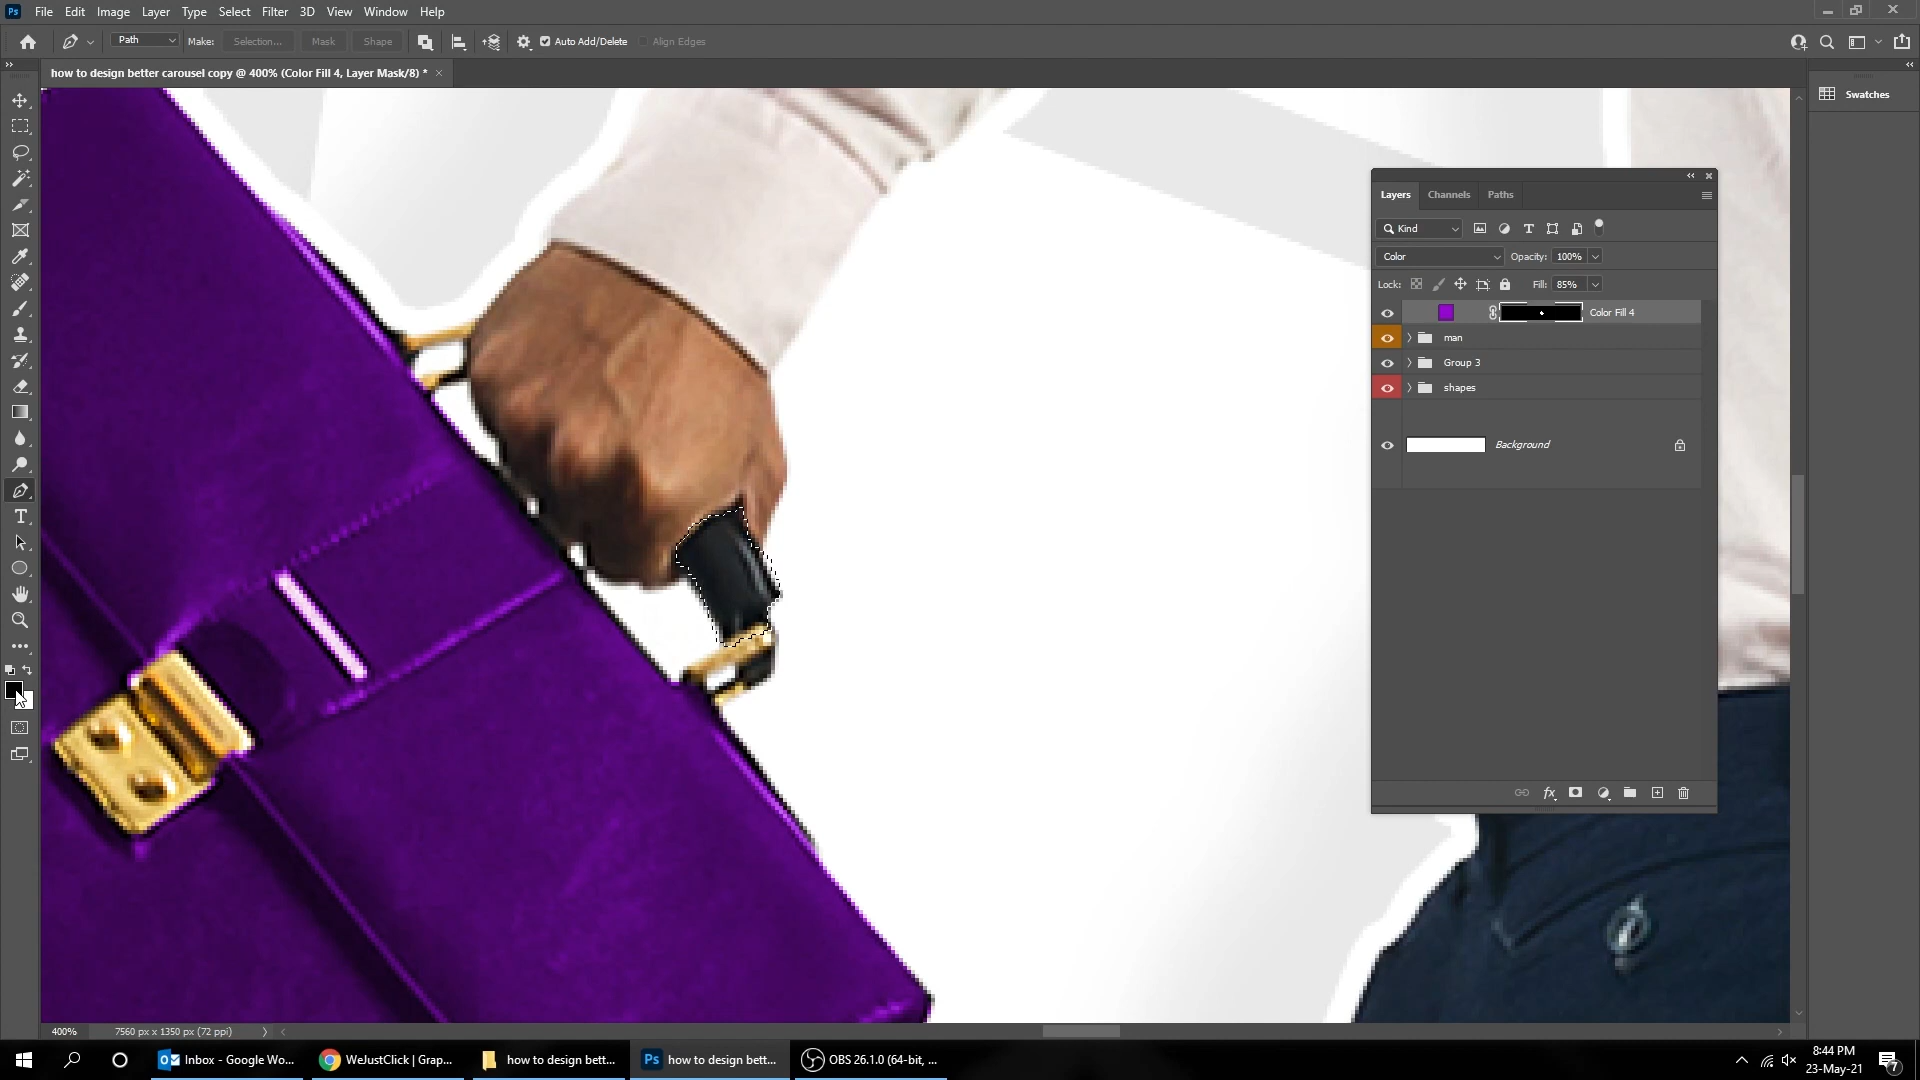 Ps File Edit Image Layer Type Select Filter 3D View Window Help
Path Make: Selection... Mask Shape Auto Add/Delete Align Edges
how to design better carousel copy @ 400% (Color Fill 4, Layer Mask/8) * ×
Swatches
Layers Channels Paths
Kind
Color Opacity: 100%
Lock: Fill: 85%
Color Fill 4
man
Group 3
shapes
Background
fx
400% 7560 px x 1350 px (72 ppi)
Inbox - Google Wo... WeJustClick | Grap... how to design bett... Ps how to design bett... OBS 26.1.0 (64-bit, ...
8:44 PM
23-May-21
7